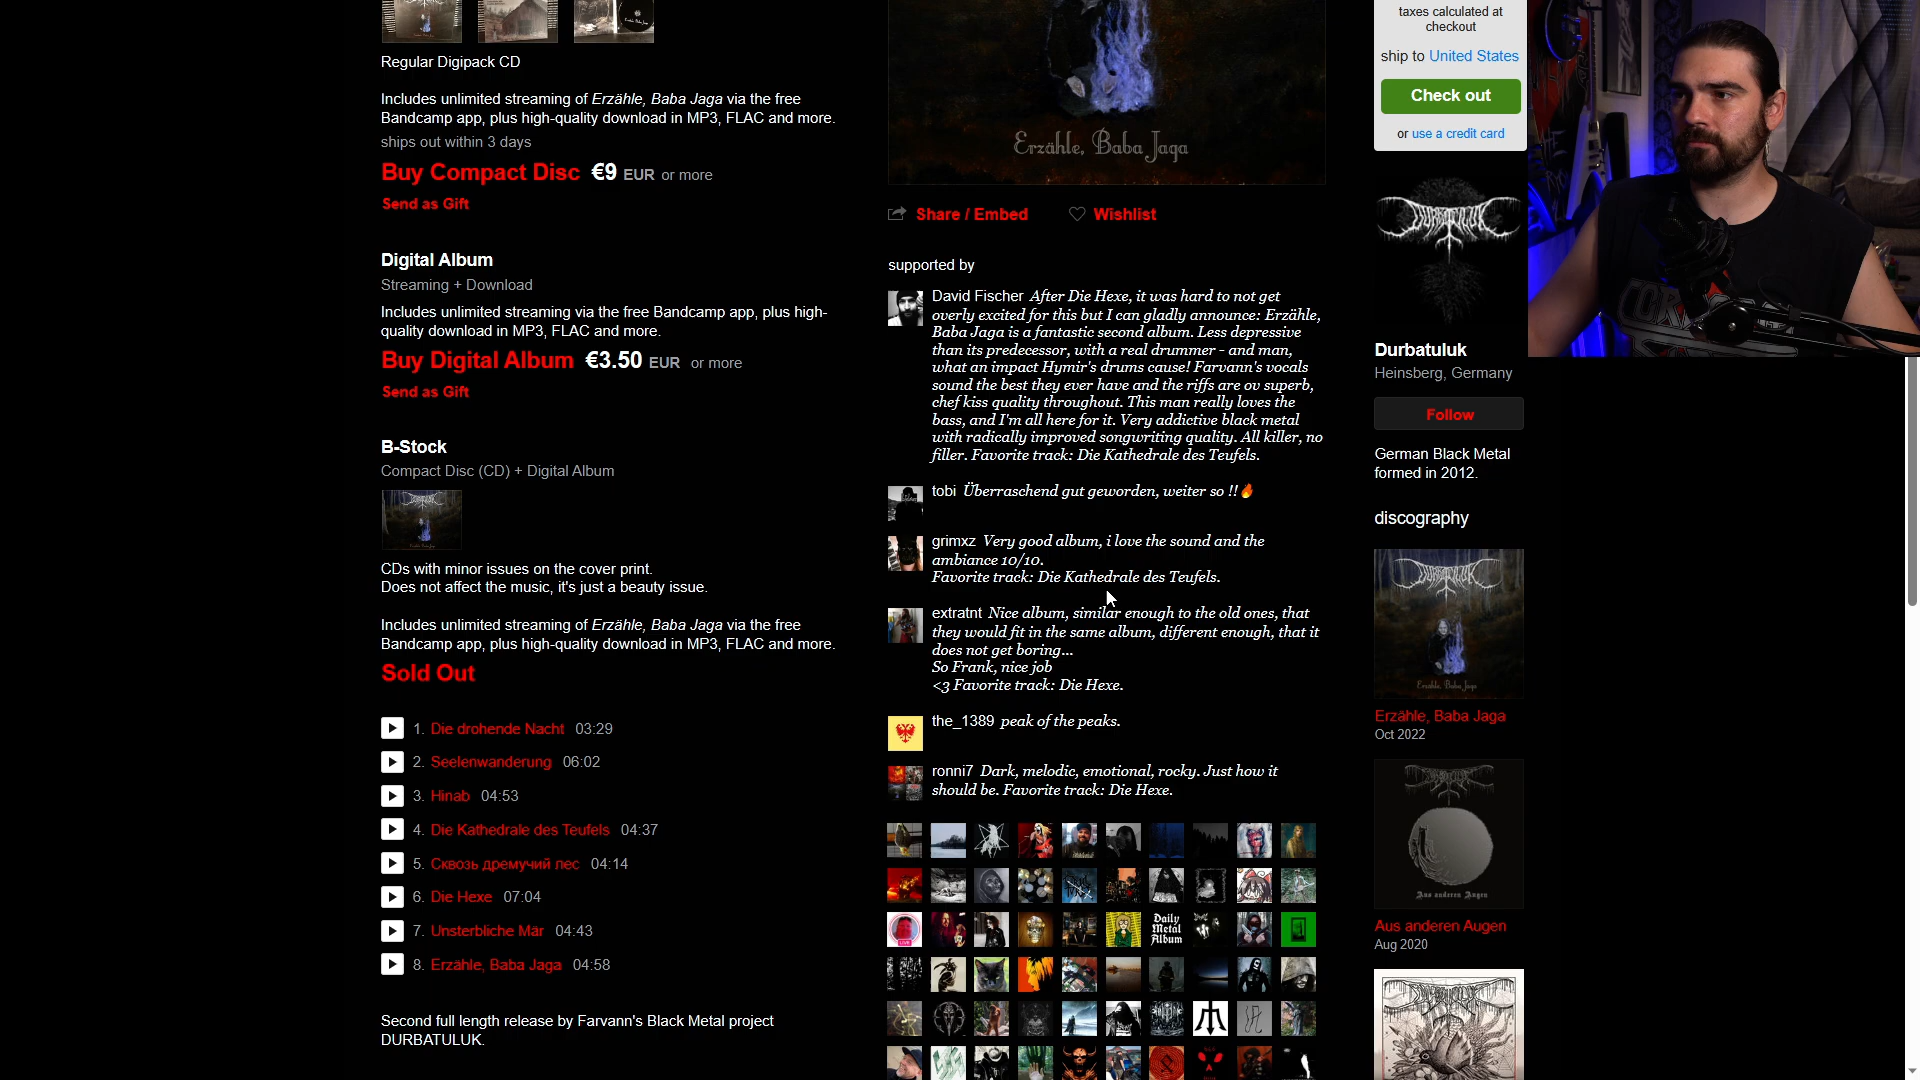 Regular Digipack CD
Includes unlimited streaming of Erzähle, Baba Jaga via the free
Bandcamp app, plus high-quality download in MP3, FLAC and more.
ships out within 3 days
Buy Compact Disc €9 EUR or more
Send as Gift
Digital Album
Streaming + Download
Includes unlimited streaming via the free Bandcamp app, plus high-
quality download in MP3, FLAC and more.
Buy Digital Album €3.50 EUR or more
Send as Gift
B-Stock
Compact Disc (CD) + Digital Album
CDs with minor issues on the cover print.
Does not affect the music, it's just a beauty issue.
Includes unlimited streaming of Erzähle, Baba Jaga via the free
Bandcamp app, plus high-quality download in MP3, FLAC and more.
Sold Out
1. Die drohende Nacht 03:29
2. Seelenwanderung 06:02
3. Hinab 04:53
4. Die Kathedrale des Teufels 04:37
5. Сквозь дремучий лес 04:14
6. Die Hexe 07:04
7. Unsterbliche Mär 04:43
8. Erzähle, Baba Jaga 04:58
Second full length release by Farvann's Black Metal project
DURBATULUK.
Erzähle, Baba Jaga
Share / Embed Wishlist
supported by
David Fischer After Die Hexe, it was hard to not get
overly excited for this but I can gladly announce: Erzähle,
Baba Jaga is a fantastic second album. Less depressive
than its predecessor, with a real drummer - and man,
what an impact Hymir's drums cause! Farvann's vocals
sound the best they ever have and the riffs are ov superb,
chef kiss quality throughout. This man really loves the
bass, and I'm all here for it. Very addictive black metal
with radically improved songwriting quality. All killer, no
filler. Favorite track: Die Kathedrale des Teufels.
tobi Überraschend gut geworden, weiter so !!🔥
grimxz Very good album, i love the sound and the
ambiance 10/10.
Favorite track: Die Kathedrale des Teufels.
extratnt Nice album, similar enough to the old ones, that
they would fit in the same album, different enough, that it
does not get boring...
So Frank, nice job
<3 Favorite track: Die Hexe.
the_1389 peak of the peaks.
ronni7 Dark, melodic, emotional, rocky. Just how it
should be. Favorite track: Die Hexe.
Daily
Metal
Album
taxes calculated at
checkout
ship to United States
Check out
or use a credit card
DURBATULUK
Durbatuluk
Heinsberg, Germany
Follow
German Black Metal
formed in 2012.
discography
Erzähle, Baba Jaga
Erzähle, Baba Jaga
Oct 2022
Aus anderen Augen
Aus anderen Augen
Aug 2020